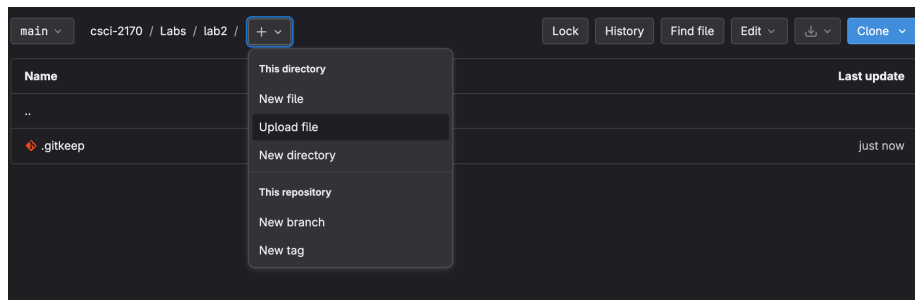 main csci-2170 / Labs / lab2 / + Lock History Find file Edit Clone
This directory
Name Last update
New file
..
Upload file
.gitkeep just now
New directory
This repository
New branch
New tag